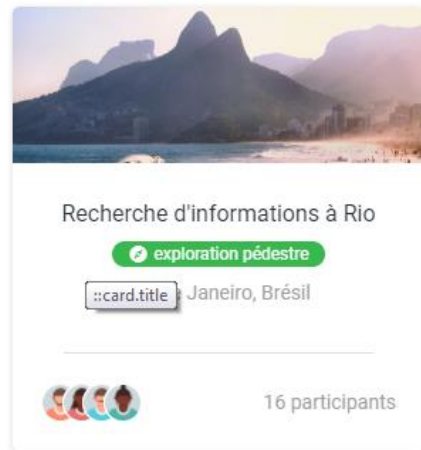 Recherche d'informations à Rio
exploration pédestre
::card.title
Janeiro, Brésil
16 participants